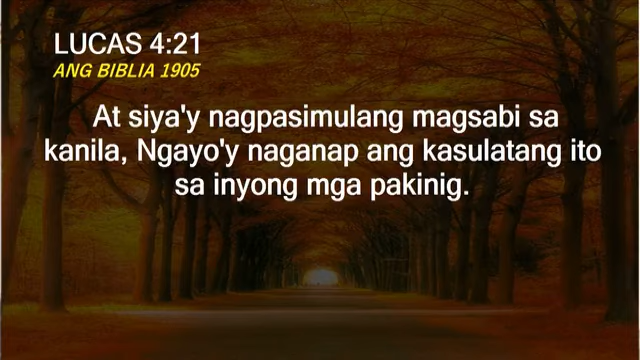 LUCAS 4:21
ANG BIBLIA 1905
At siya'y nagpasimulang magsabi sa
kanila, Ngayo'y naganap ang kasulatang ito
sa inyong mga pakinig.